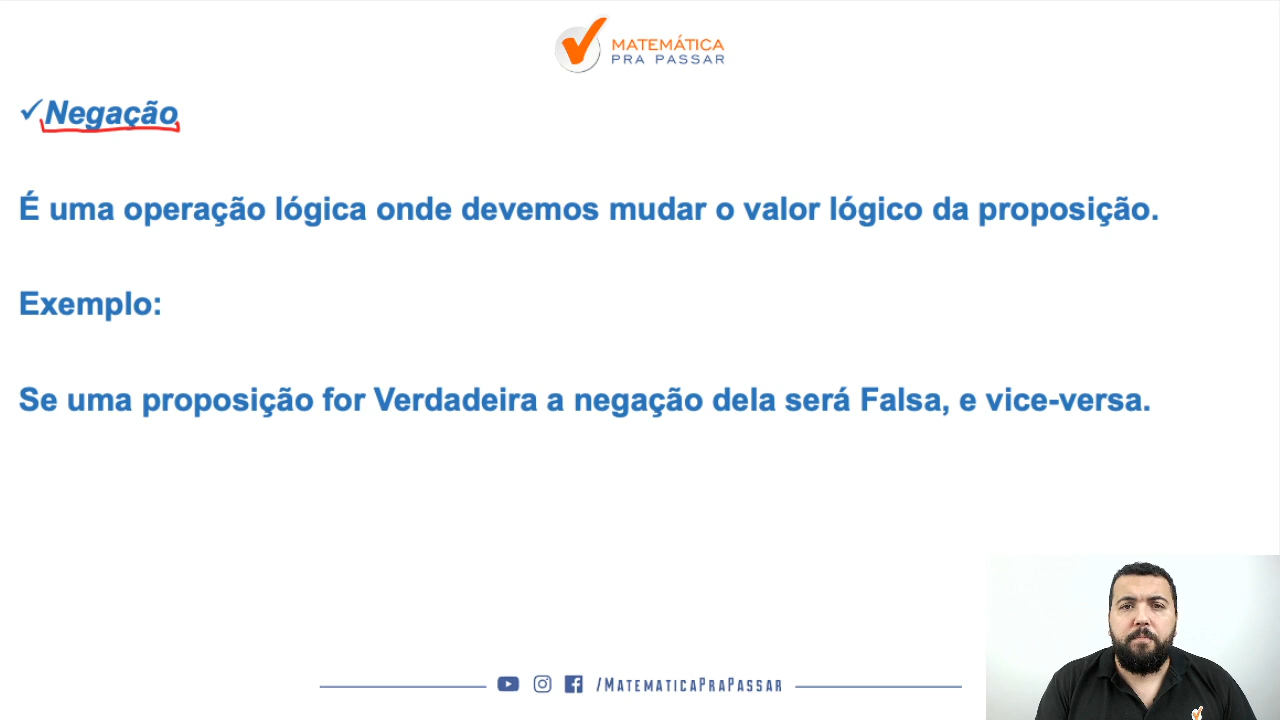 MATEMÁTICA
PRA PASSAR
Negação
É uma operação lógica onde devemos mudar o valor lógico da proposição.
Exemplo:
Se uma proposição for Verdadeira a negação dela será Falsa, e vice-versa.
/MATEMATICAPRAPASSAR